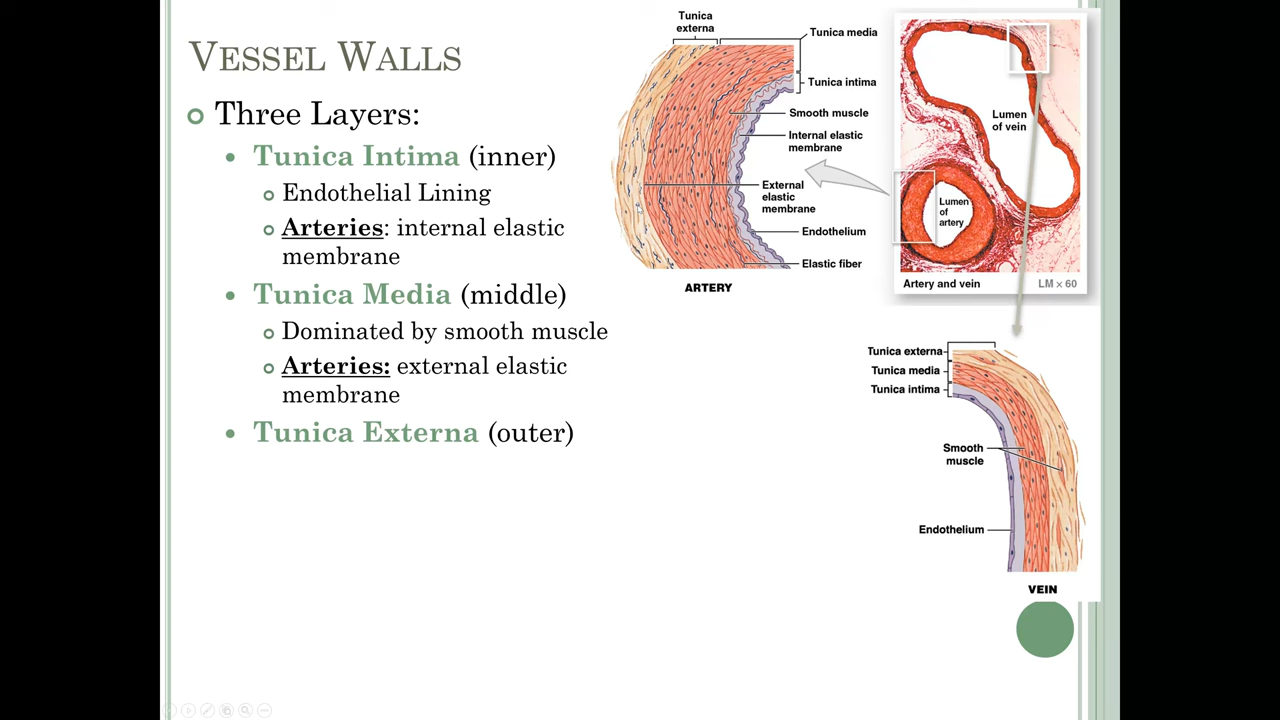 VESSEL WALLS
Three Layers:
Tunica Intima (inner)
Endothelial Lining
Arteries: internal elastic
membrane
Tunica Media (middle)
Dominated by smooth muscle
Arteries: external elastic
membrane
Tunica Externa (outer)
Tunica
externa
Tunica media
Tunica intima
Smooth muscle
Internal elastic
membrane
External
elastic
membrane
Endothelium
Elastic fiber
ARTERY
Lumen
of vein
Lumen
of
artery
Artery and vein
LM × 60
Tunica externa
Tunica media
Tunica intima
Smooth
muscle
Endothelium
VEIN